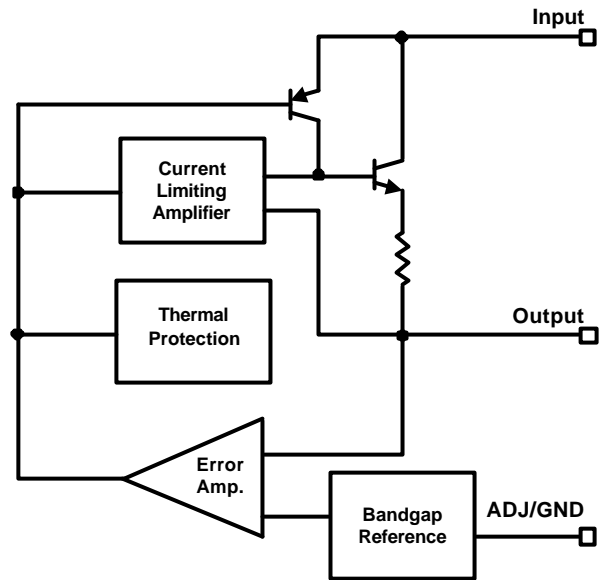 Input
Current
Limiting
Amplifier
Thermal
Protection
Output
Error
Amp.
Bandgap
Reference
ADJ/GND